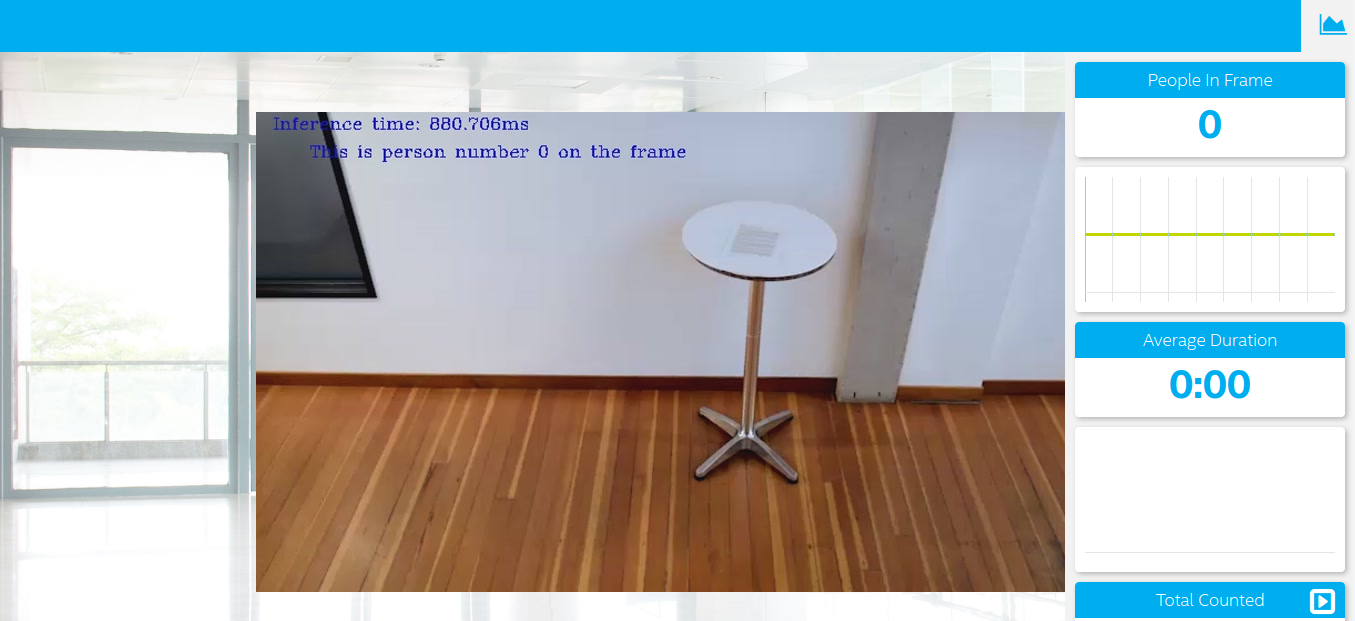 Inference time: 880.706ms
This is person number 0 on the frame
People In Frame
0
Average Duration
0:00
Total Counted